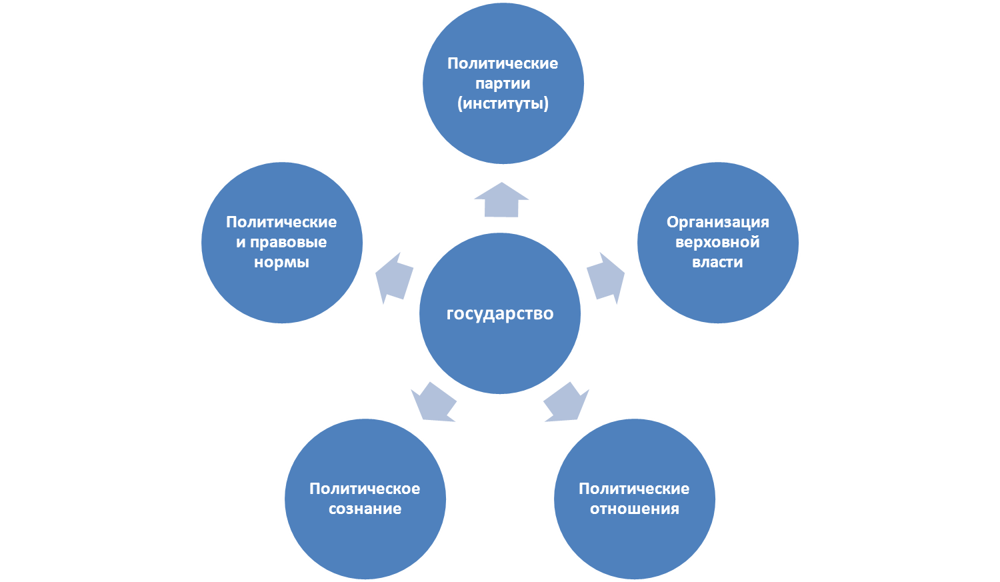 Политические
партии
(институты)
Политические
и правовые
нормы
Организация
верховной
власти
государство
Политическое
сознание
Политические
отношения